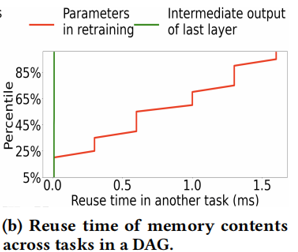 s
Parameters
in retraining
Intermediate output
of last layer
Percentile
85%
65%
45%
25%
5%
0.0 0.5 1.0 1.5
Reuse time in another task (ms)
(b) Reuse time of memory contents
across tasks in a DAG.